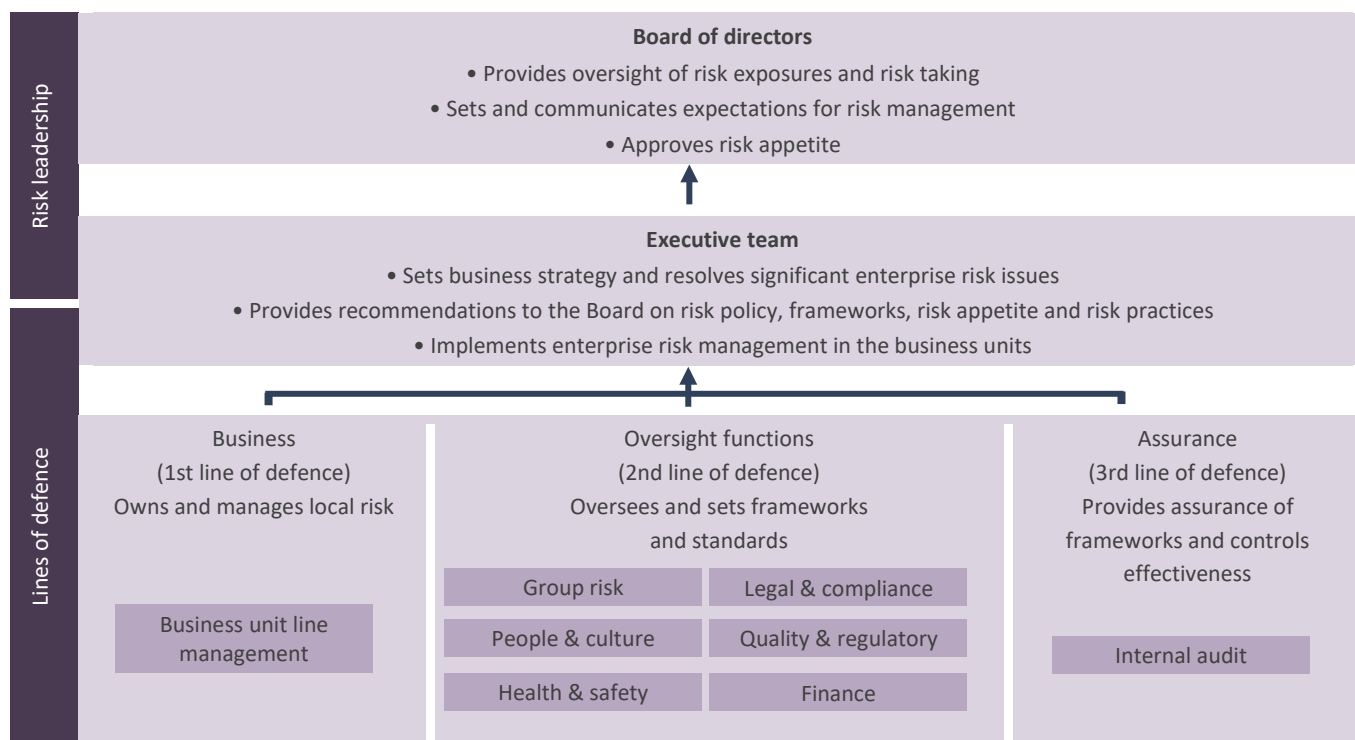 Risk leadership
Board of directors
• Provides oversight of risk exposures and risk taking
• Sets and communicates expectations for risk management
• Approves risk appetite
Executive team
• Sets business strategy and resolves significant enterprise risk issues
• Provides recommendations to the Board on risk policy, frameworks, risk appetite and risk practices
• Implements enterprise risk management in the business units
Lines of defence
Business
(1st line of defence)
Owns and manages local risk
Business unit line
management
Oversight functions
(2nd line of defence)
Oversees and sets frameworks
and standards
Group risk
Legal & compliance
People & culture
Quality & regulatory
Health & safety
Finance
Assurance
(3rd line of defence)
Provides assurance of
frameworks and controls
effectiveness
Internal audit